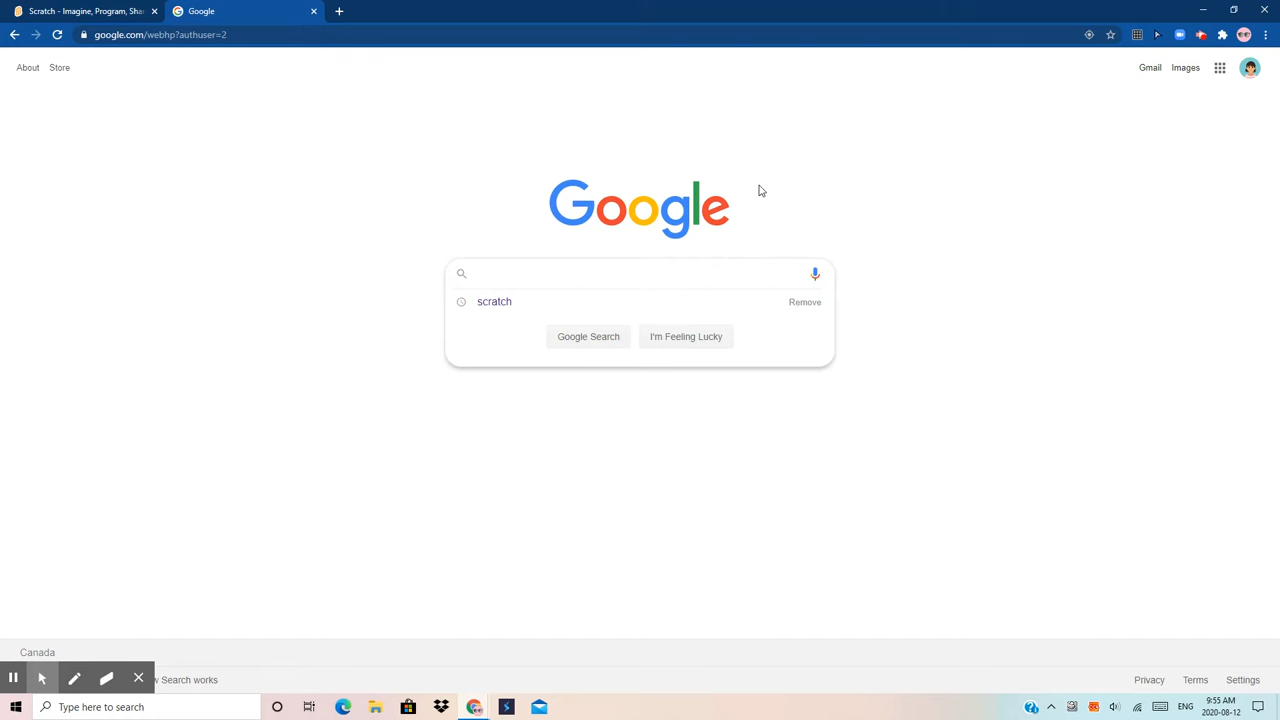 Scratch - Imagine, Program, Sha
Google
google.com/webhp?authuser=2
About Store
Gmail Images
Google
scratch
Remove
Google Search
I'm Feeling Lucky
Canada
w Search works
Privacy Terms Settings
Type here to search
ENG
9:55 AM
2020-08-12